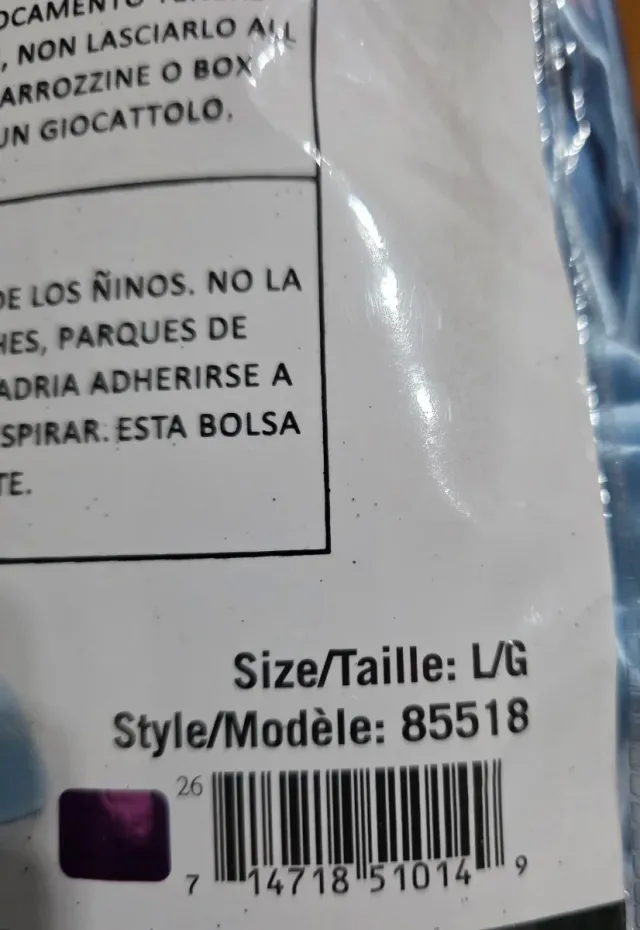 , NON LASCIARLO ALL
ARROZZINE O BOX
UN GIOCATTOLO.
DE LOS ÑINOS. NO LA
HES, PARQUES DE
ADRIA ADHERIRSE A
SPIRAR. ESTA BOLSA
TE.
Size/Taille: L/G
Style/Modèle: 85518
26
7 14718 51014 9